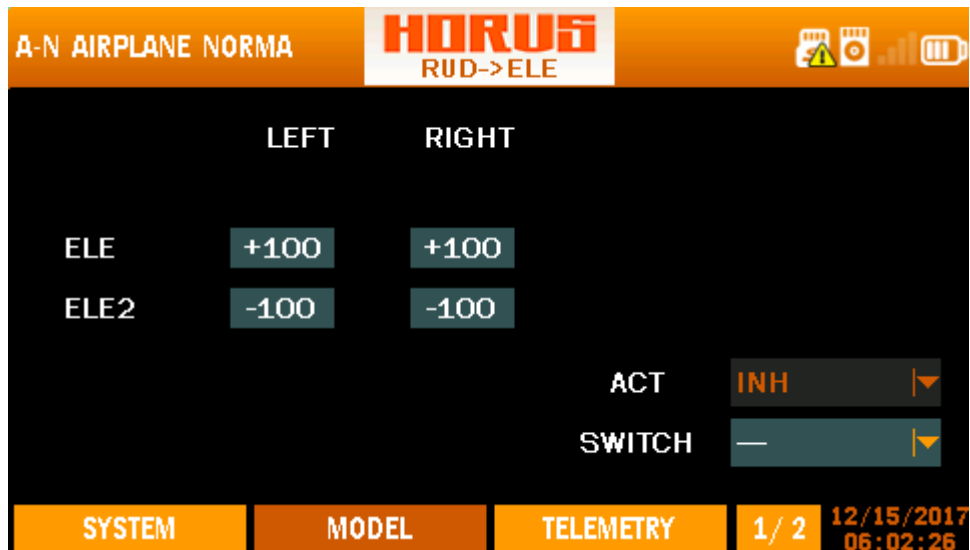 A-N AIRPLANE NORMA
HORUS
RUD->ELE
LEFT RIGHT
ELE +100 +100
ELE2 -100 -100
ACT INH
SWITCH —
SYSTEM MODEL TELEMETRY 1/ 2 12/15/2017
06:02:26